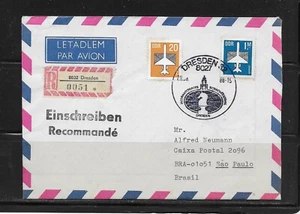 LETADLEM
PAR AVION
R
8027 Dresden
0051
Einschreiben
Recommandé
20
DDR
DDR
1
DRESDEN
8027
Mr.
Alfred Neumann
Caixa Postal 2096
BRA-01051 Sao Paulo
Brasil